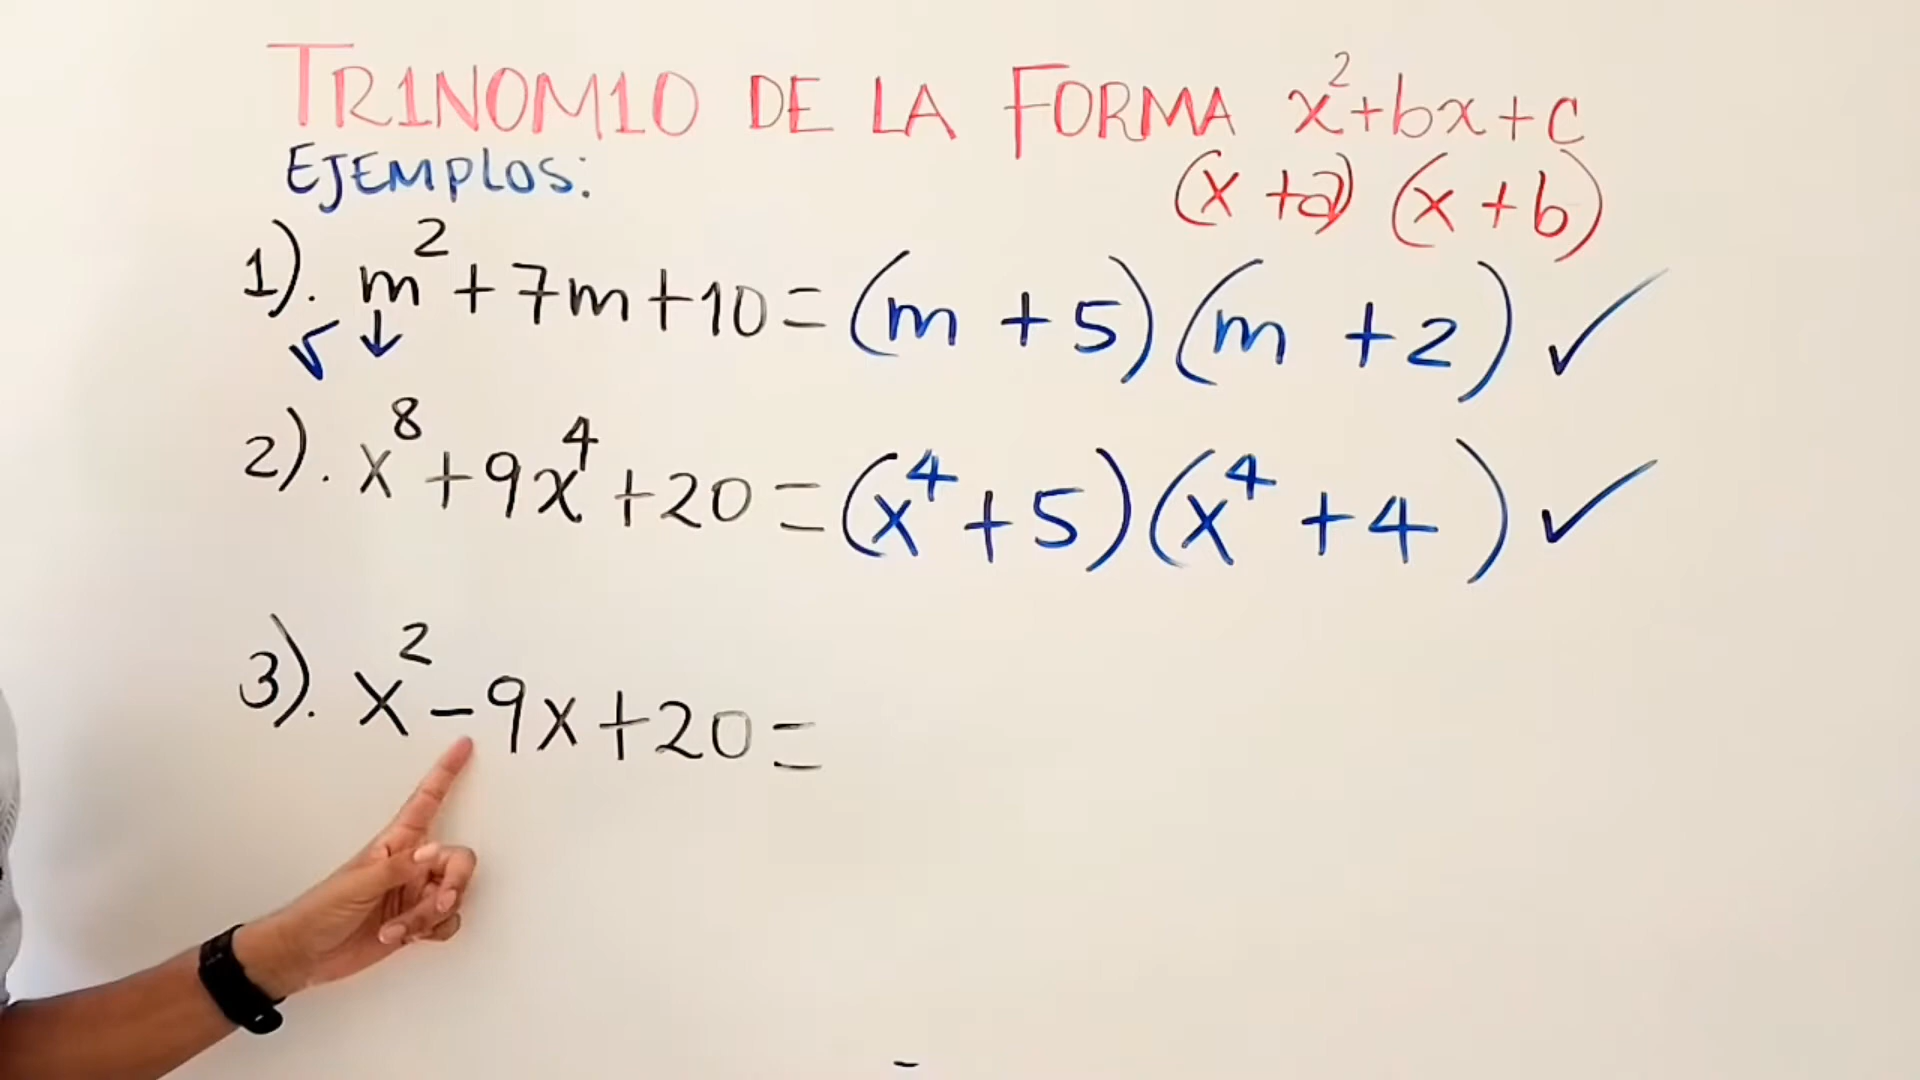 TR1NOM1O DE LA FORMA x²+bx+c
EJEMPLOS:
(x +a) (x +b)
1). m²+7m+10=(m +5)(m +2)✓
√ ↓
2). x⁸+9x⁴+20=(x⁴+5)(x⁴+4)✓
3). x²-9x+20=